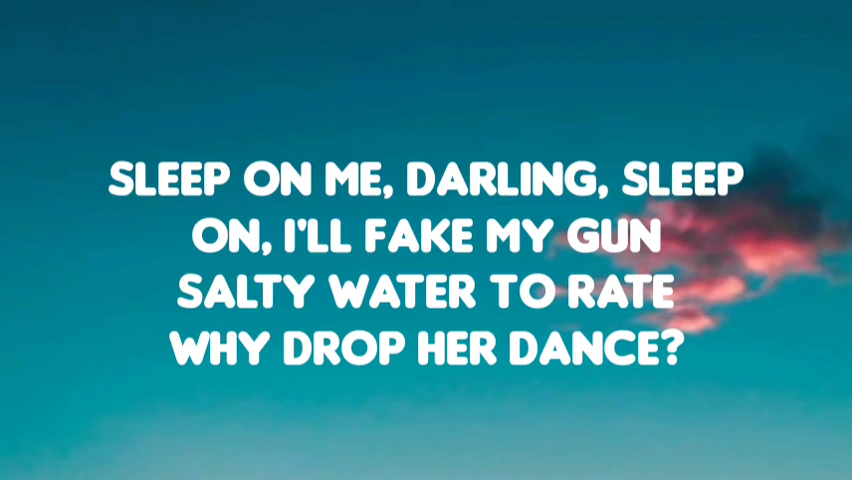 SLEEP ON ME, DARLING, SLEEP
ON, I'LL FAKE MY GUN
SALTY WATER TO RATE
WHY DROP HER DANCE?